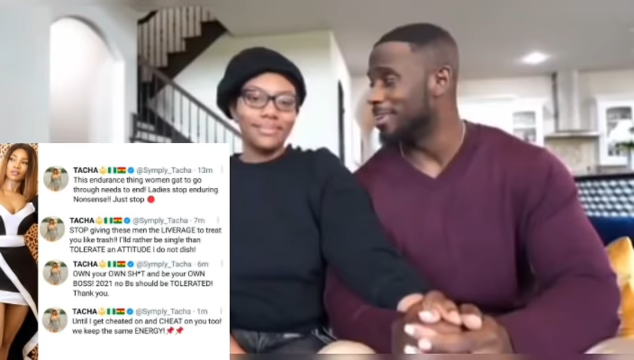 TACHA @Symply_Tacha · 13m
This endurance thing women gat to go
through needs to end! Ladies stop enduring
Nonsense!! Just stop
TACHA @Symply_Tacha · 7m
STOP giving these men the LIVERAGE to treat
you like trash!! I'lld rather be single than
TOLERATE an ATTITUDE I do not dish!
TACHA @Symply_Tacha · 6m
OWN your OWN SH*T and be your OWN
BOSS! 2021 no Bs should be TOLERATED!
Thank you.
TACHA @Symply_Tacha · 1m
Until I get cheated on and CHEAT on you too!
we keep the same ENERGY!